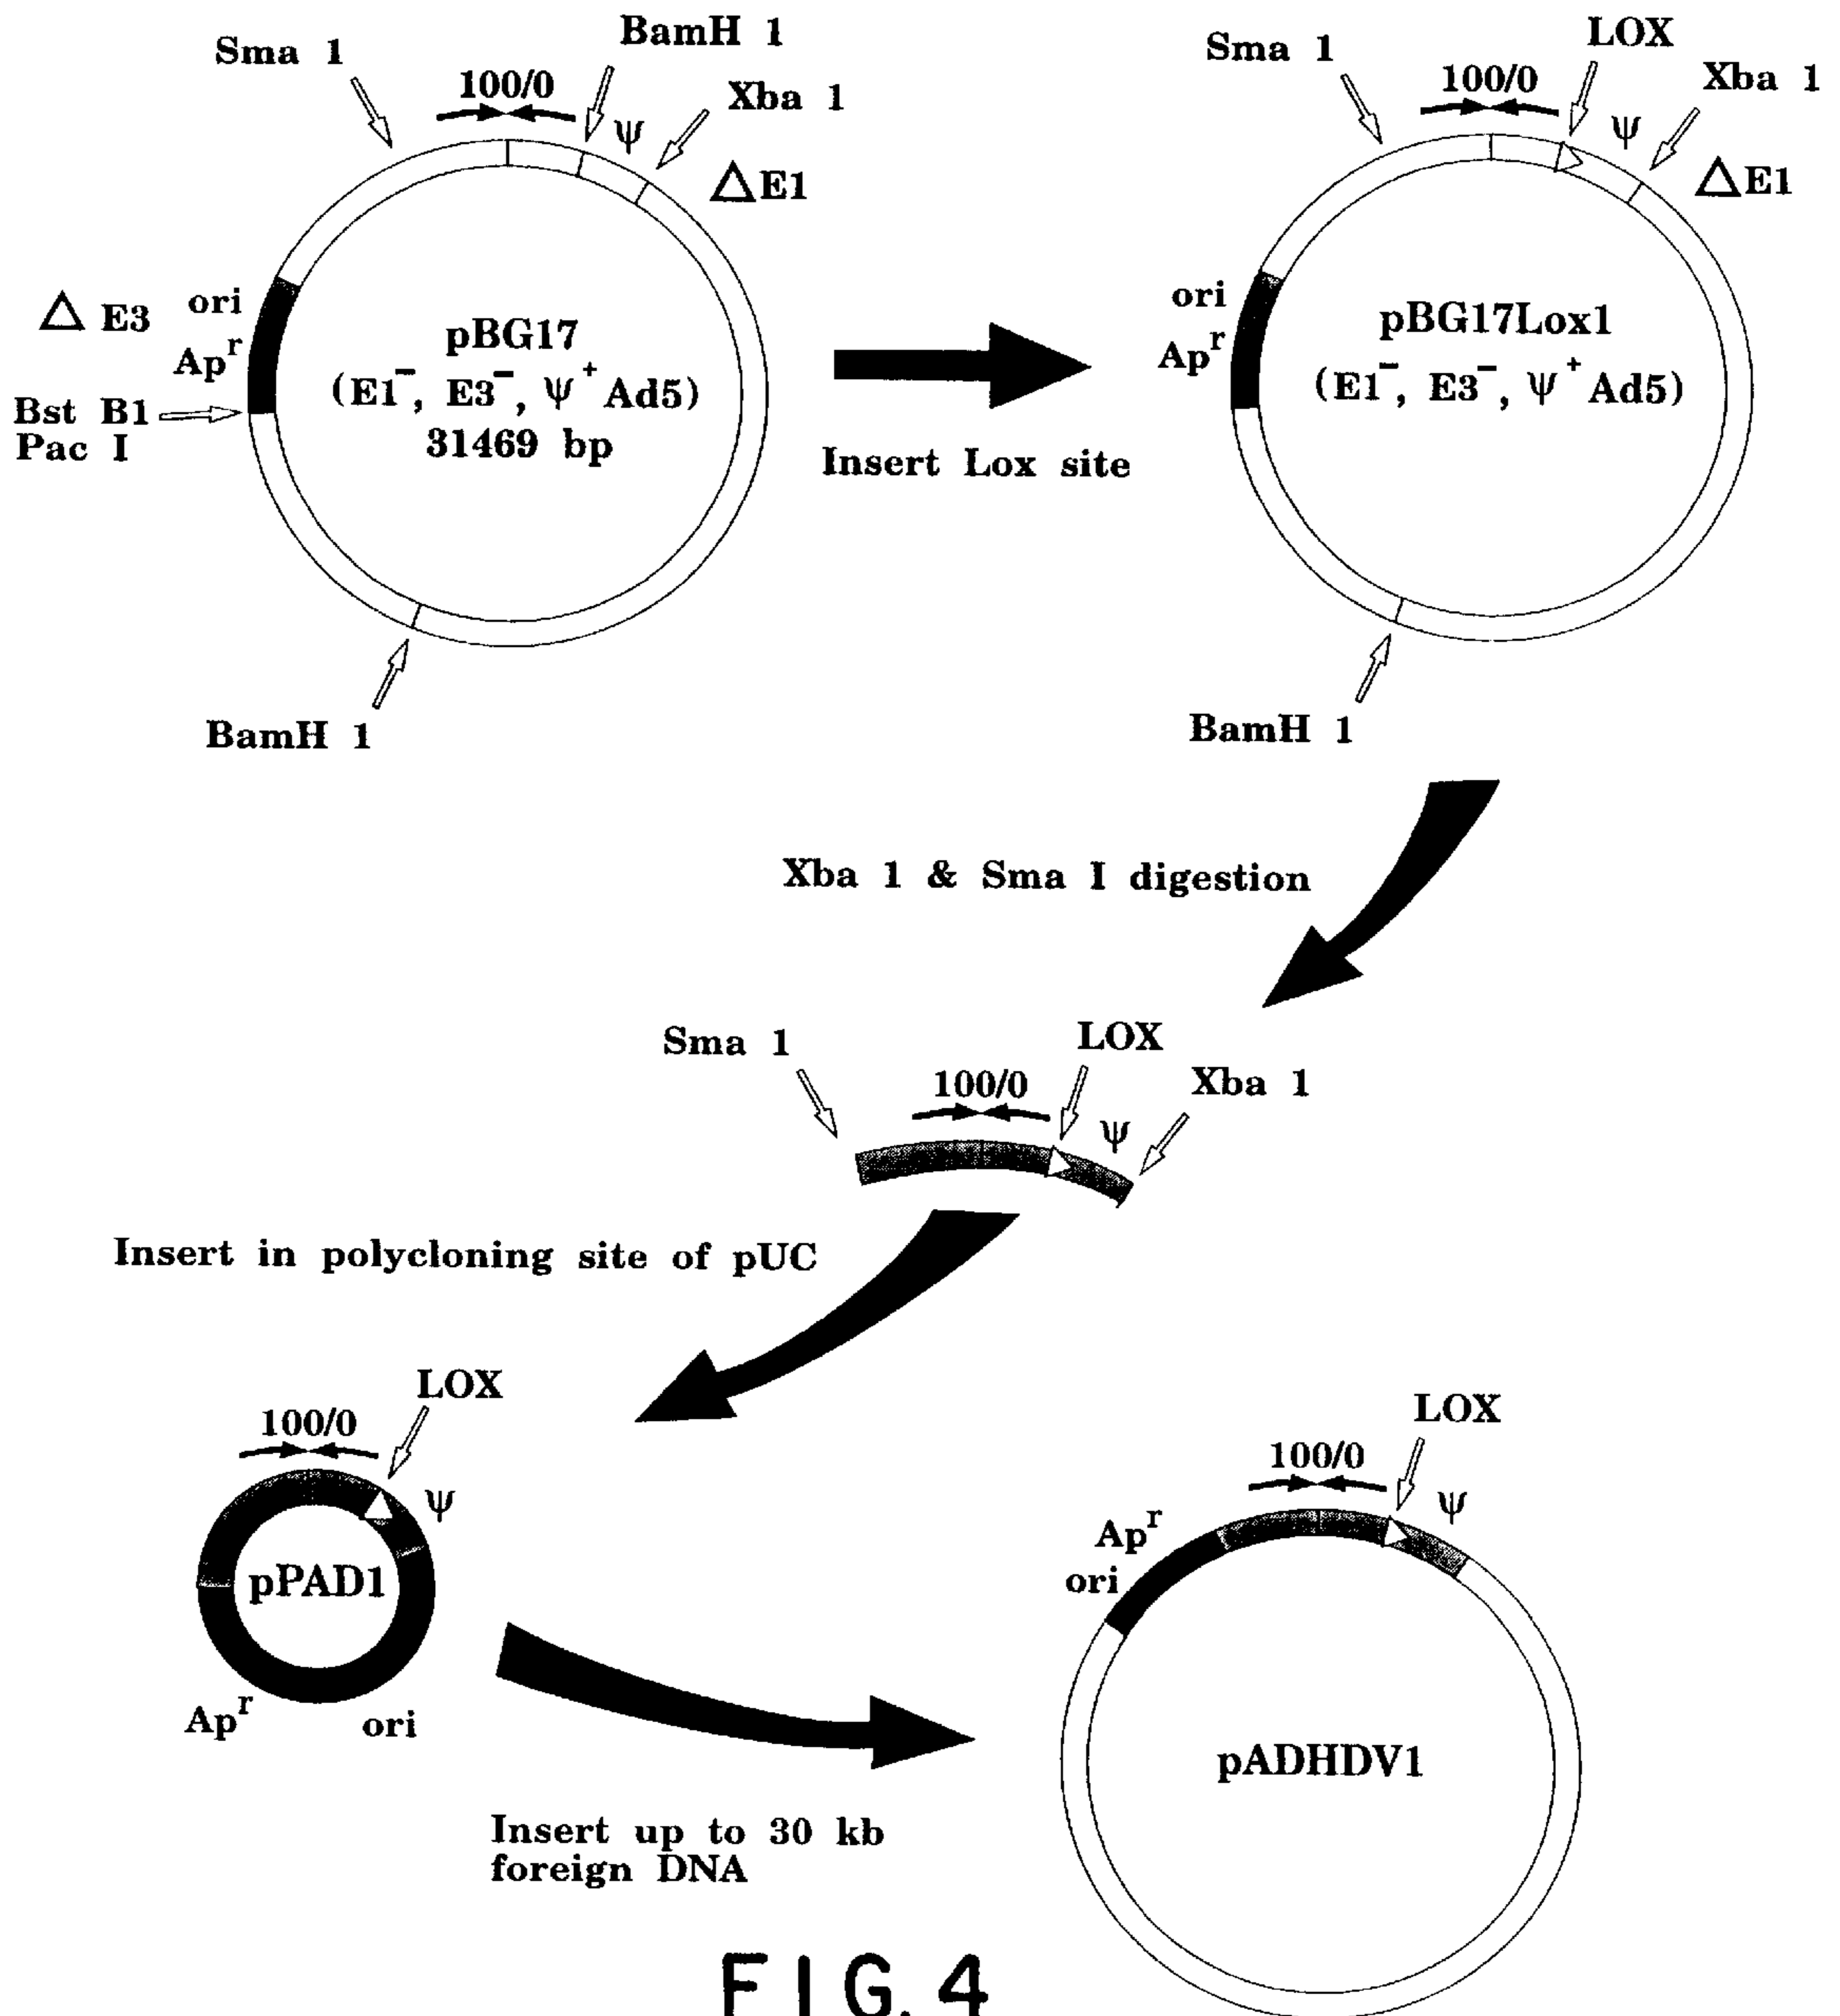 Sma 1
BamH 1
100/0
Xba 1
ψ
△E1
△ E3
ori
Ap^r
Bst B1
Pac I
pBG17
(E1⁻, E3⁻, ψ⁺ Ad5)
31469 bp
BamH 1
Insert Lox site
Sma 1
LOX
100/0
Xba 1
ψ
△E1
ori
Ap^r
pBG17Lox1
(E1⁻, E3⁻, ψ⁺ Ad5)
BamH 1
Xba 1 & Sma I digestion
Sma 1
LOX
100/0
Xba 1
ψ
Insert in polycloning site of pUC
LOX
100/0
ψ
pPAD1
Ap^r
ori
Insert up to 30 kb
foreign DNA
LOX
100/0
ψ
Ap^r
ori
pADHDV1
FIG. 4